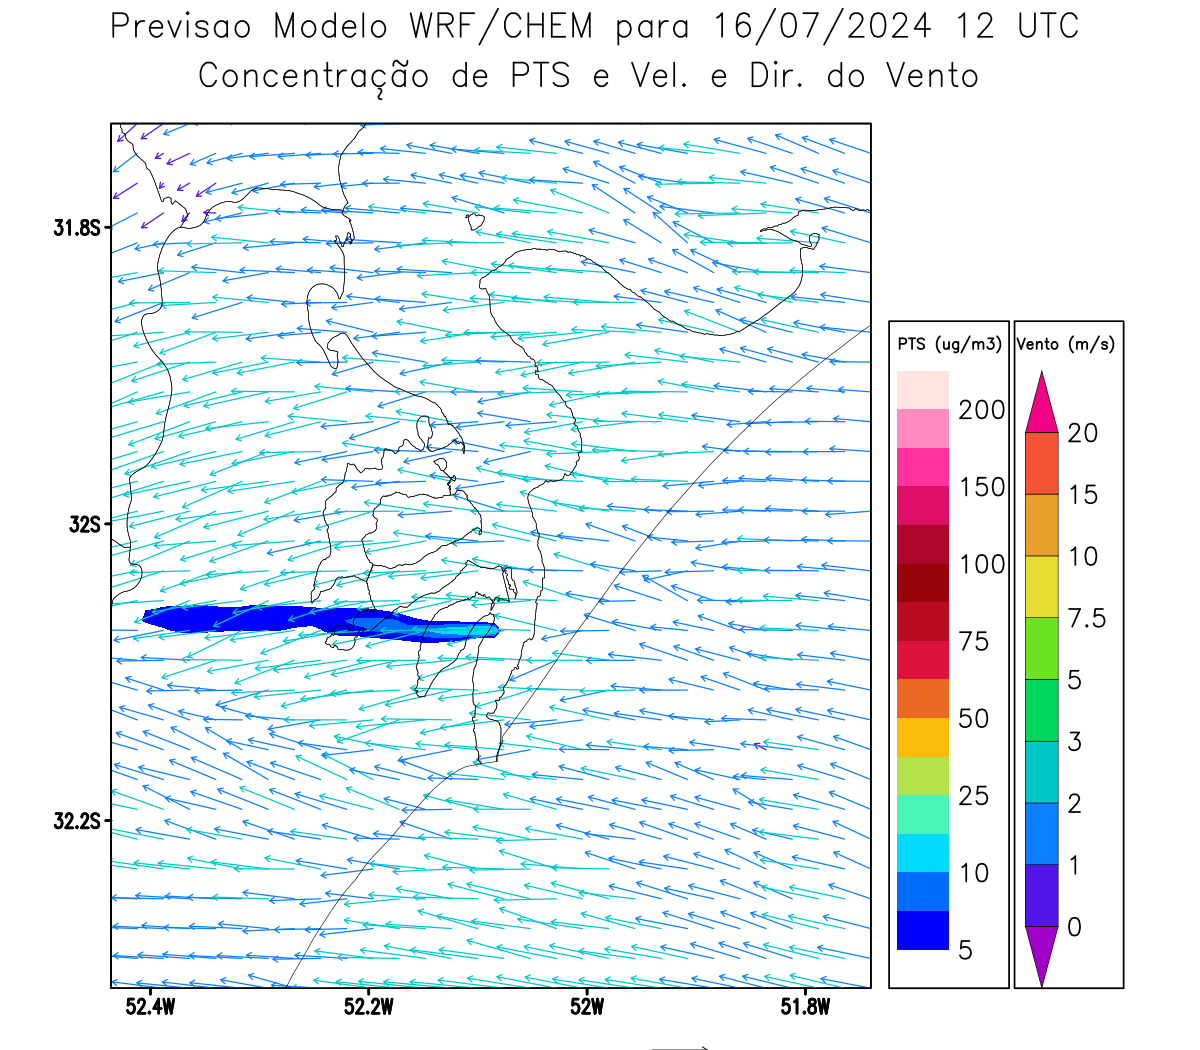 Previsao Modelo WRF/CHEM para 16/07/2024 12 UTC
Concentração de PTS e Vel. e Dir. do Vento
31.8S
32S
32.2S
52.4W 52.2W 52W 51.8W
PTS (ug/m3)
200
150
100
75
50
25
10
5
Vento (m/s)
20
15
10
7.5
5
3
2
1
0